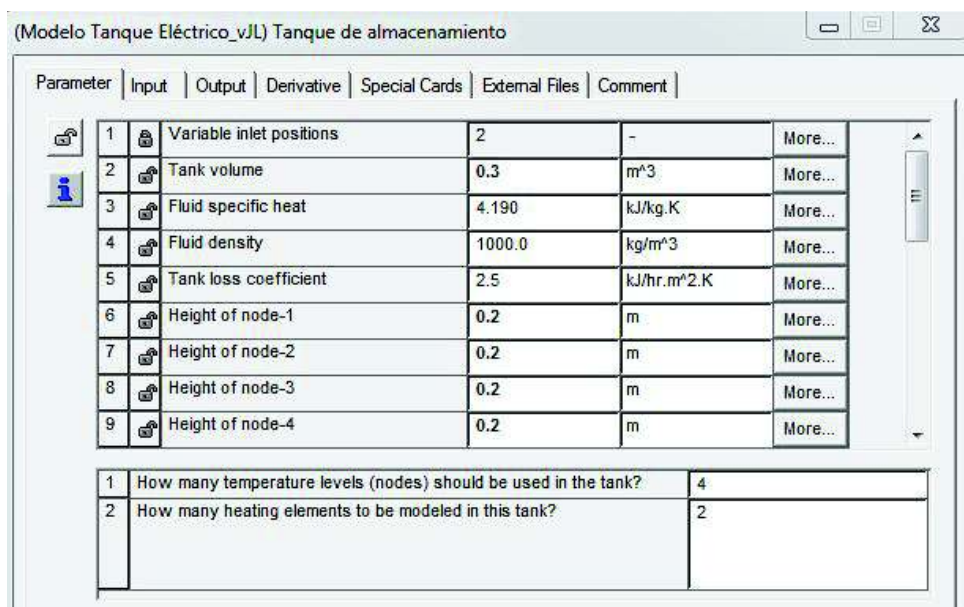 (Modelo Tanque Eléctrico_vJL) Tanque de almacenamiento
Parameter Input Output Derivative Special Cards External Files Comment
1 Variable inlet positions 2 - More...
2 Tank volume 0.3 m^3 More...
3 Fluid specific heat 4.190 kJ/kg.K More...
4 Fluid density 1000.0 kg/m^3 More...
5 Tank loss coefficient 2.5 kJ/hr.m^2.K More...
6 Height of node-1 0.2 m More...
7 Height of node-2 0.2 m More...
8 Height of node-3 0.2 m More...
9 Height of node-4 0.2 m More...
1 How many temperature levels (nodes) should be used in the tank? 4
2 How many heating elements to be modeled in this tank? 2